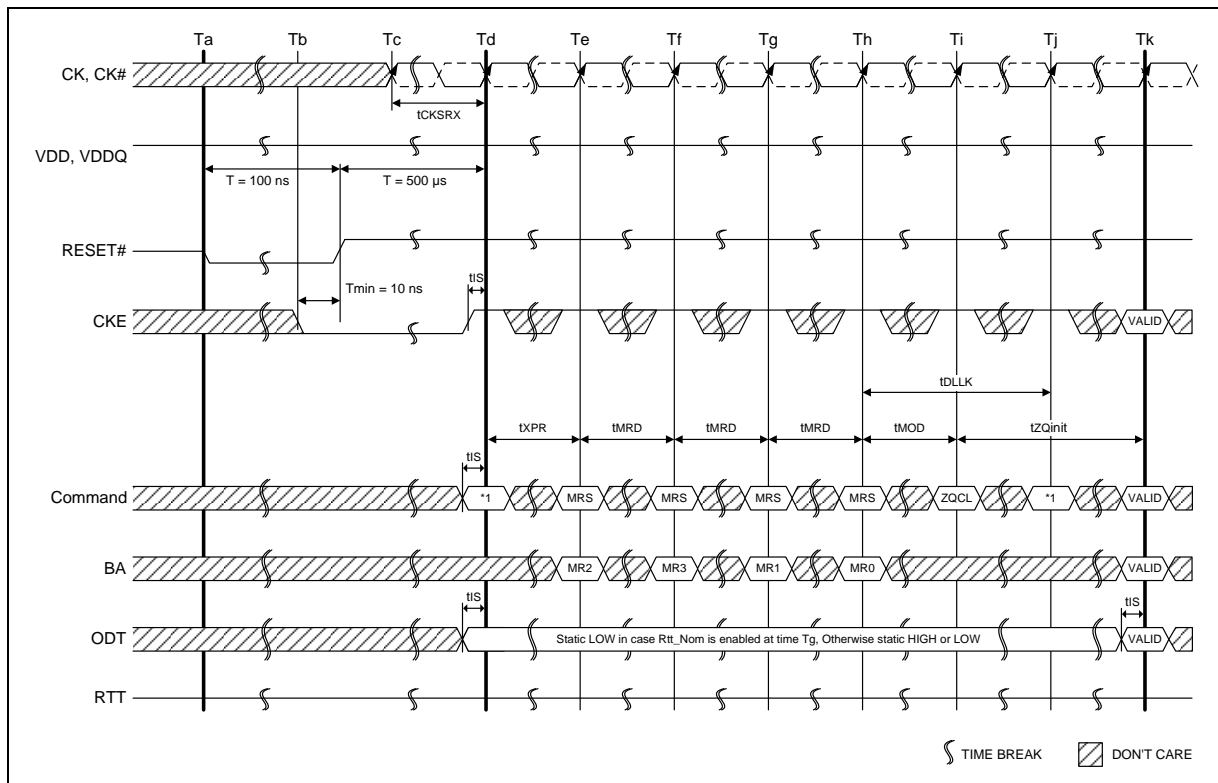 Ta Tb Tc Td Te Tf Tg Th Ti Tj Tk
CK, CK#
tCKSRX
VDD, VDDQ
T = 100 ns T = 500 µs
RESET#
tIS
Tmin = 10 ns
CKE
VALID
tDLLK
tXPR tMRD tMRD tMRD tMOD tZQinit
tIS
Command *1 MRS MRS MRS MRS ZQCL *1 VALID
BA MR2 MR3 MR1 MR0 VALID
tIS tIS
ODT Static LOW in case Rtt_Nom is enabled at time Tg, Otherwise static HIGH or LOW VALID
RTT
TIME BREAK DON'T CARE